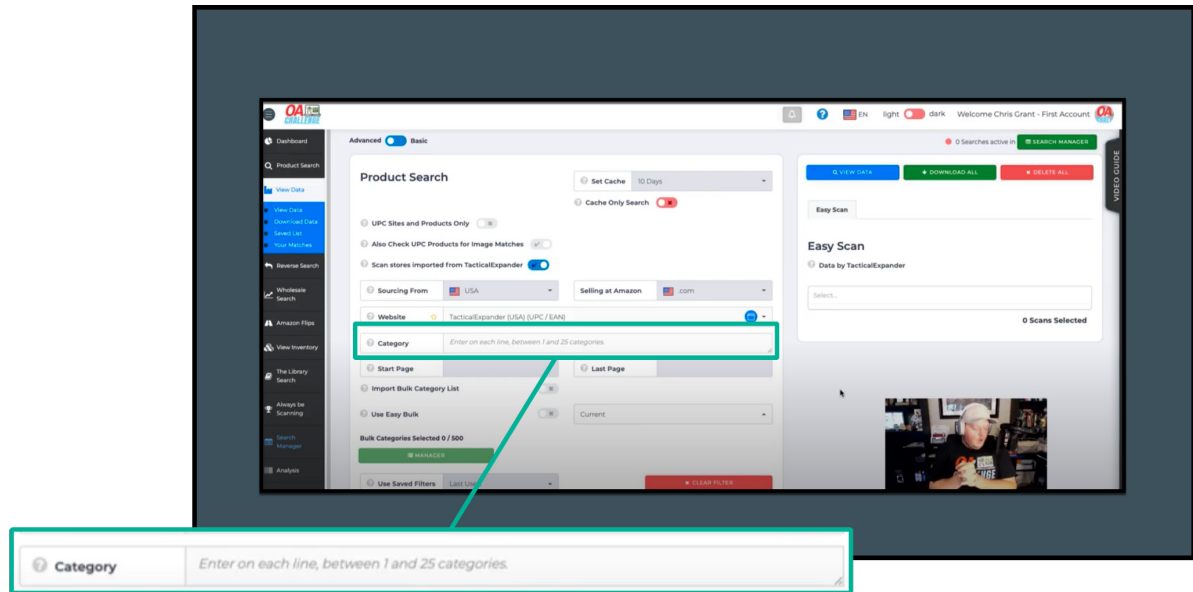 OA
CHALLENGE
EN
light
dark
Welcome Chris Grant - First Account
OA
Dashboard
Product Search
View Data
View Data
Download Data
Saved List
Your Matches
Reverse Search
Wholesale
Search
Amazon Flips
View Inventory
The Library
Search
Always be
Scanning
Search
Manager
Analysis
Advanced
Basic
0 Searches active in
SEARCH MANAGER
Product Search
Set Cache
10 Days
Cache Only Search
UPC Sites and Products Only
Also Check UPC Products for Image Matches
Scan stores imported from TacticalExpander
Sourcing From
USA
Selling at Amazon
.com
Website
TacticalExpander (USA) (UPC / EAN)
Category
Enter on each line, between 1 and 25 categories.
Start Page
Last Page
Import Bulk Category List
Use Easy Bulk
Current
Bulk Categories Selected 0 / 500
MANAGER
Use Saved Filters
Last Used
CLEAR FILTER
VIEW DATA
DOWNLOAD ALL
DELETE ALL
VIDEO GUIDE
Easy Scan
Easy Scan
Data by TacticalExpander
Select...
0 Scans Selected
Category
Enter on each line, between 1 and 25 categories.